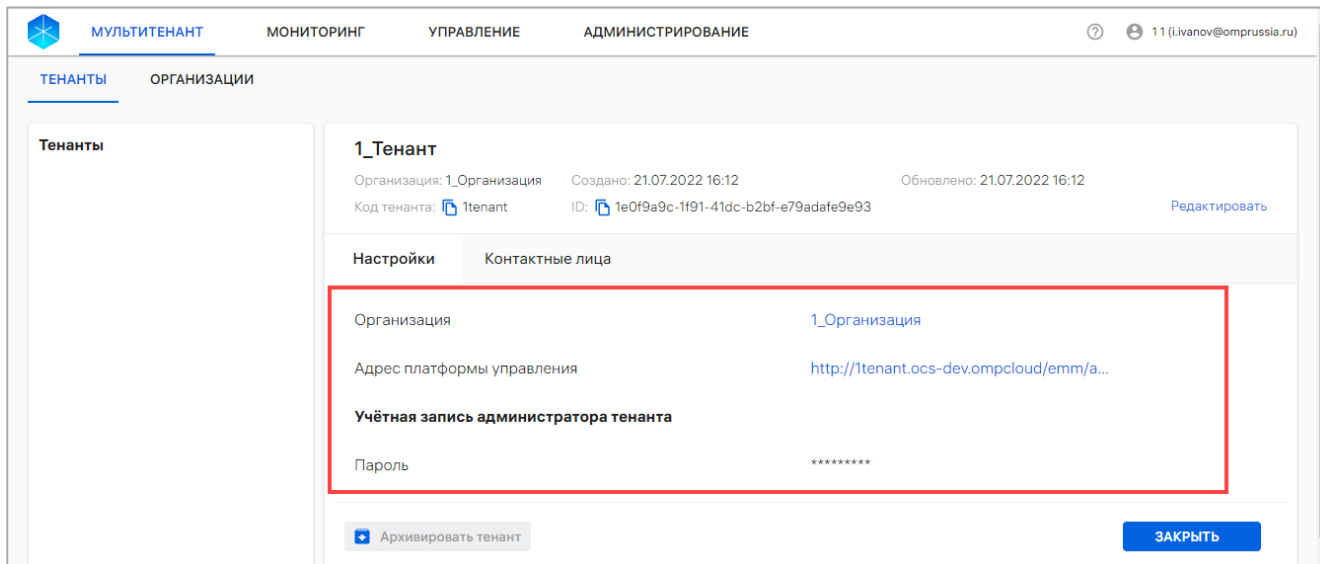 МУЛЬТИТЕНАНТ МОНИТОРИНГ УПРАВЛЕНИЕ АДМИНИСТРИРОВАНИЕ ? 1 1 (i.ivanov@omprussia.ru)
ТЕНАНТЫ ОРГАНИЗАЦИИ
Тенанты
1_Тенант
Организация: 1_Организация Создано: 21.07.2022 16:12 Обновлено: 21.07.2022 16:12
Код тенанта: 1tenant ID: 1e0f9a9c-1f91-41dc-b2bf-e79adafe9e93 Редактировать
Настройки Контактные лица
Организация 1_Организация
Адрес платформы управления http://1tenant.ocs-dev.ompcloud/emm/a...
Учётная запись администратора тенанта
Пароль *********
Архивировать тенант ЗАКРЫТЬ